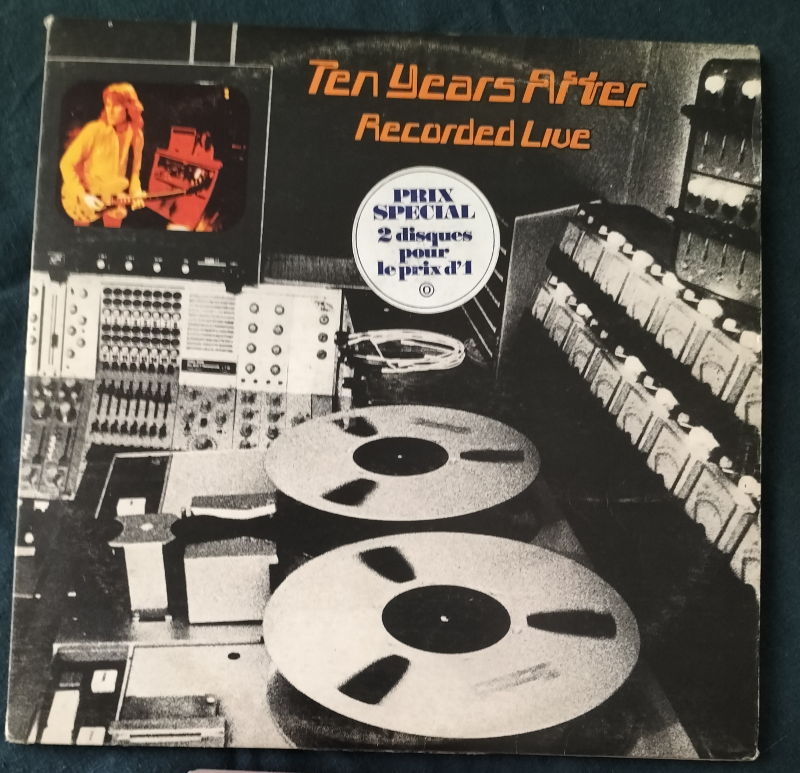 Ten Years After
Recorded Live
PRIX
SPECIAL
2 disques
pour
le prix d'1